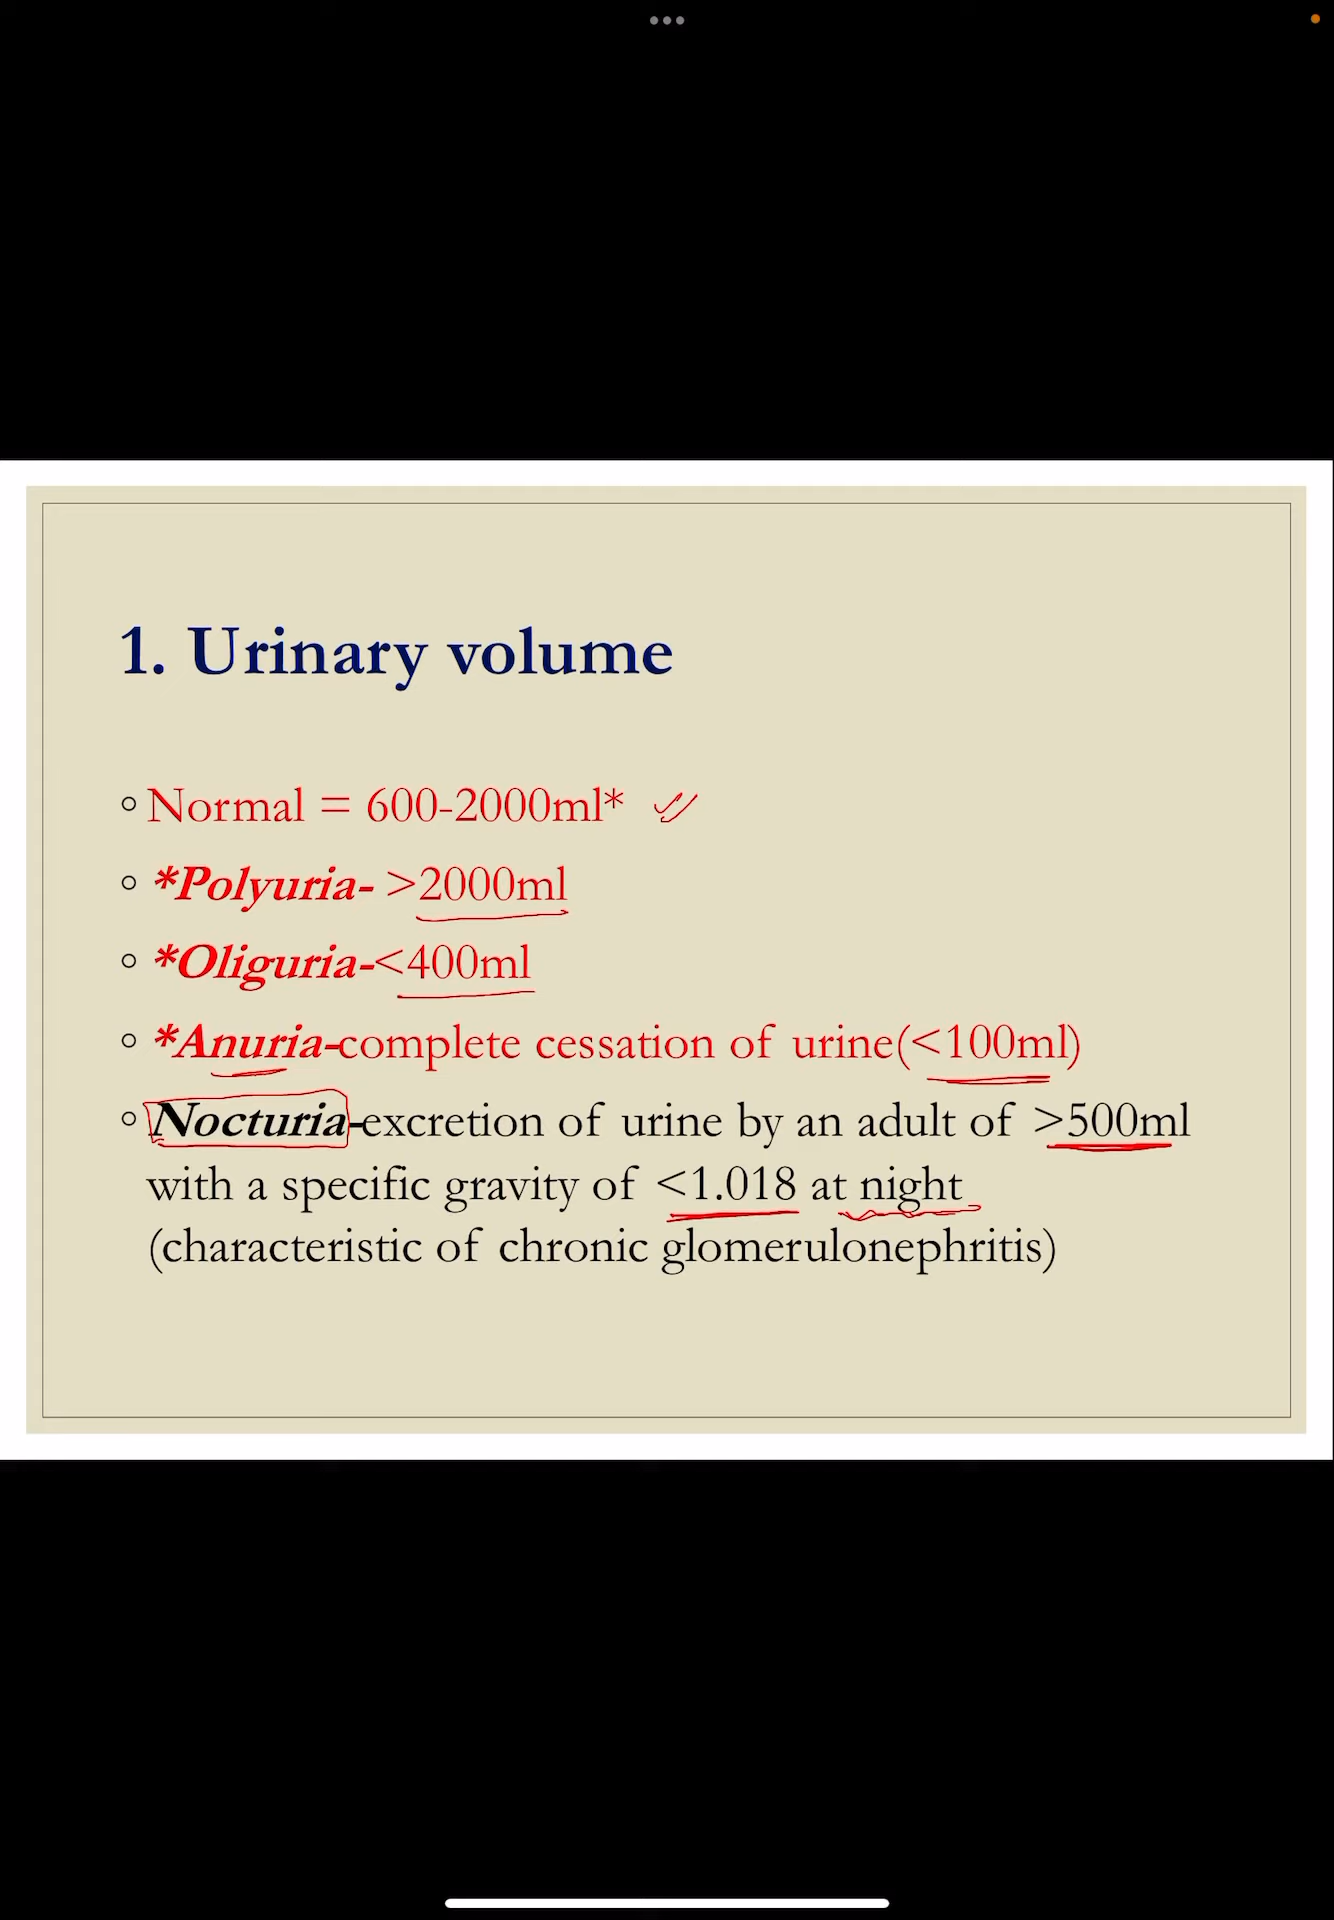 1. Urinary volume
Normal = 600-2000ml*
*Polyuria- >2000ml
*Oliguria-<400ml
*Anuria-complete cessation of urine(<100ml)
Nocturia-excretion of urine by an adult of >500ml
with a specific gravity of <1.018 at night
(characteristic of chronic glomerulonephritis)